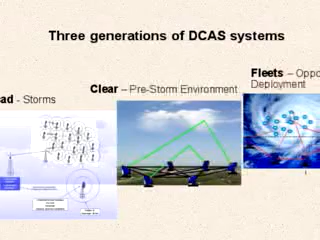 Three generations of DCAS systems
ad - Storms
Clear – Pre-Storm Environment
Fleets – Oppo
Deployment